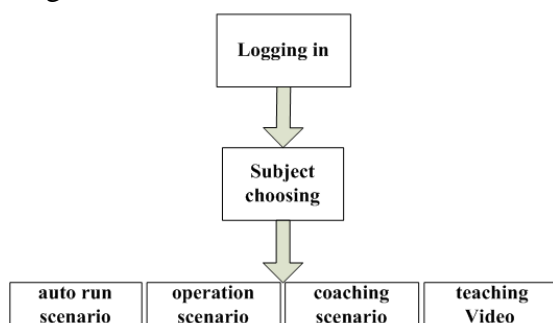 Logging in
Subject
choosing
auto run
scenario
operation
scenario
coaching
scenario
teaching
Video